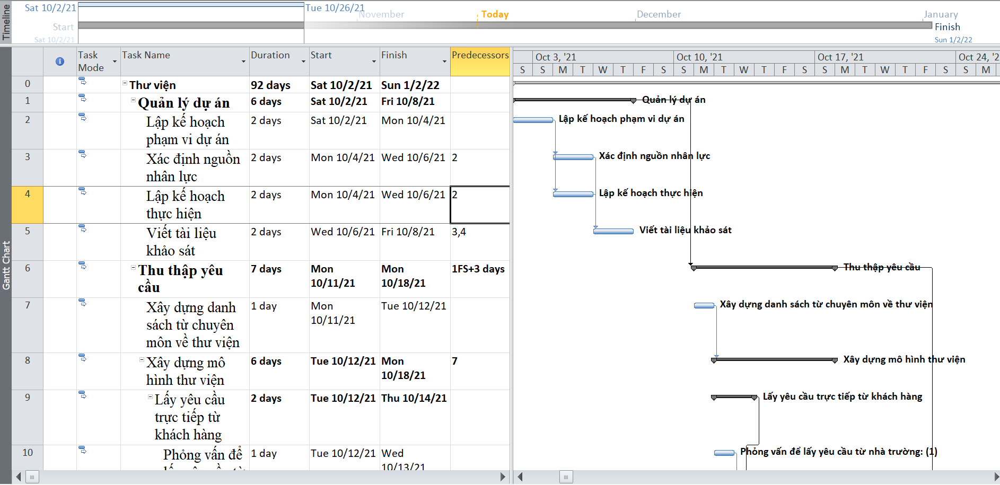 Timeline
Sat 10/2/21
Tue 10/26/21
November
Today
December
January
Start
Finish
Sat 10/2/21
Sun 1/2/22
Gantt Chart
Task Mode
Task Name
Duration
Start
Finish
Predecessors
Oct 3, '21
Oct 10, '21
Oct 17, '21
Oct 24, '2
S S M T W T F S S M T W T F S S M T W T F S S M
0 Thư viện 92 days Sat 10/2/21 Sun 1/2/22
1 Quản lý dự án 6 days Sat 10/2/21 Fri 10/8/21
Quản lý dự án
2 Lập kế hoạch 2 days Sat 10/2/21 Mon 10/4/21
phạm vi dự án
Lập kế hoạch phạm vi dự án
3 Xác định nguồn 2 days Mon 10/4/21 Wed 10/6/21 2
nhân lực
Xác định nguồn nhân lực
4 Lập kế hoạch 2 days Mon 10/4/21 Wed 10/6/21 2
thực hiện
Lập kế hoạch thực hiện
5 Viết tài liệu 2 days Wed 10/6/21 Fri 10/8/21 3,4
khảo sát
Viết tài liệu khảo sát
6 Thu thập yêu 7 days Mon Mon 1FS+3 days
cầu 10/11/21 10/18/21
Thu thập yêu cầu
7 Xây dựng danh 1 day Mon Tue 10/12/21
sách từ chuyên 10/11/21
môn về thư viện
Xây dựng danh sách từ chuyên môn về thư viện
8 Xây dựng mô 6 days Tue 10/12/21 Mon 7
hình thư viện 10/18/21
Xây dựng mô hình thư viện
9 Lấy yêu cầu 2 days Tue 10/12/21 Thu 10/14/21
trực tiếp từ
khách hàng
Lấy yêu cầu trực tiếp từ khách hàng
10 Phỏng vấn để 1 day Tue 10/12/21 Wed
10/13/21
Phỏng vấn để lấy yêu cầu từ nhà trường: (1)